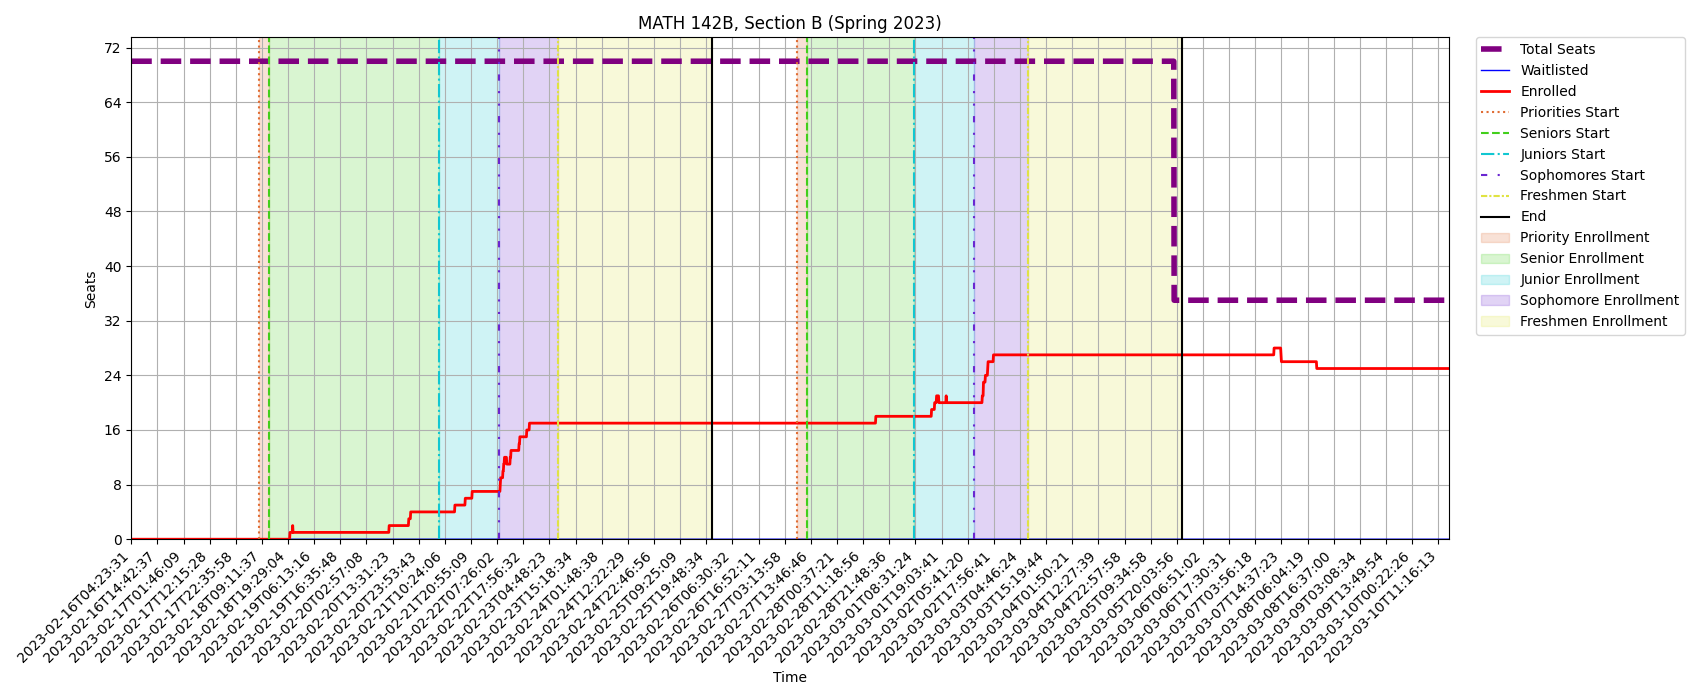 MATH 142B, Section B (Spring 2023)
72
64
56
48
40
32
24
16
8
0
Seats
2023-02-16T04:23:31
2023-02-16T14:42:37
2023-02-17T01:46:09
2023-02-17T12:15:28
2023-02-17T22:35:58
2023-02-18T09:11:37
2023-02-18T19:29:04
2023-02-19T06:13:16
2023-02-19T16:35:48
2023-02-20T02:57:08
2023-02-20T13:31:23
2023-02-20T23:53:43
2023-02-21T10:24:06
2023-02-21T20:55:09
2023-02-22T07:26:02
2023-02-22T17:56:32
2023-02-23T04:48:23
2023-02-23T15:18:34
2023-02-24T01:48:38
2023-02-24T12:22:29
2023-02-24T22:46:56
2023-02-25T09:25:09
2023-02-25T19:48:34
2023-02-26T06:30:32
2023-02-26T16:52:11
2023-02-27T03:13:58
2023-02-27T13:46:46
2023-02-28T00:37:21
2023-02-28T11:18:56
2023-02-28T21:48:36
2023-03-01T08:31:24
2023-03-01T19:03:41
2023-03-02T05:41:20
2023-03-02T17:56:41
2023-03-03T04:46:24
2023-03-03T15:19:44
2023-03-04T01:50:21
2023-03-04T12:27:39
2023-03-04T22:57:58
2023-03-05T09:34:58
2023-03-05T20:03:56
2023-03-06T06:51:02
2023-03-06T17:30:31
2023-03-07T03:56:18
2023-03-07T14:37:23
2023-03-08T06:04:19
2023-03-08T16:37:00
2023-03-09T03:08:34
2023-03-09T13:49:54
2023-03-10T00:22:26
2023-03-10T11:16:13
Time
Total Seats
Waitlisted
Enrolled
Priorities Start
Seniors Start
Juniors Start
Sophomores Start
Freshmen Start
End
Priority Enrollment
Senior Enrollment
Junior Enrollment
Sophomore Enrollment
Freshmen Enrollment